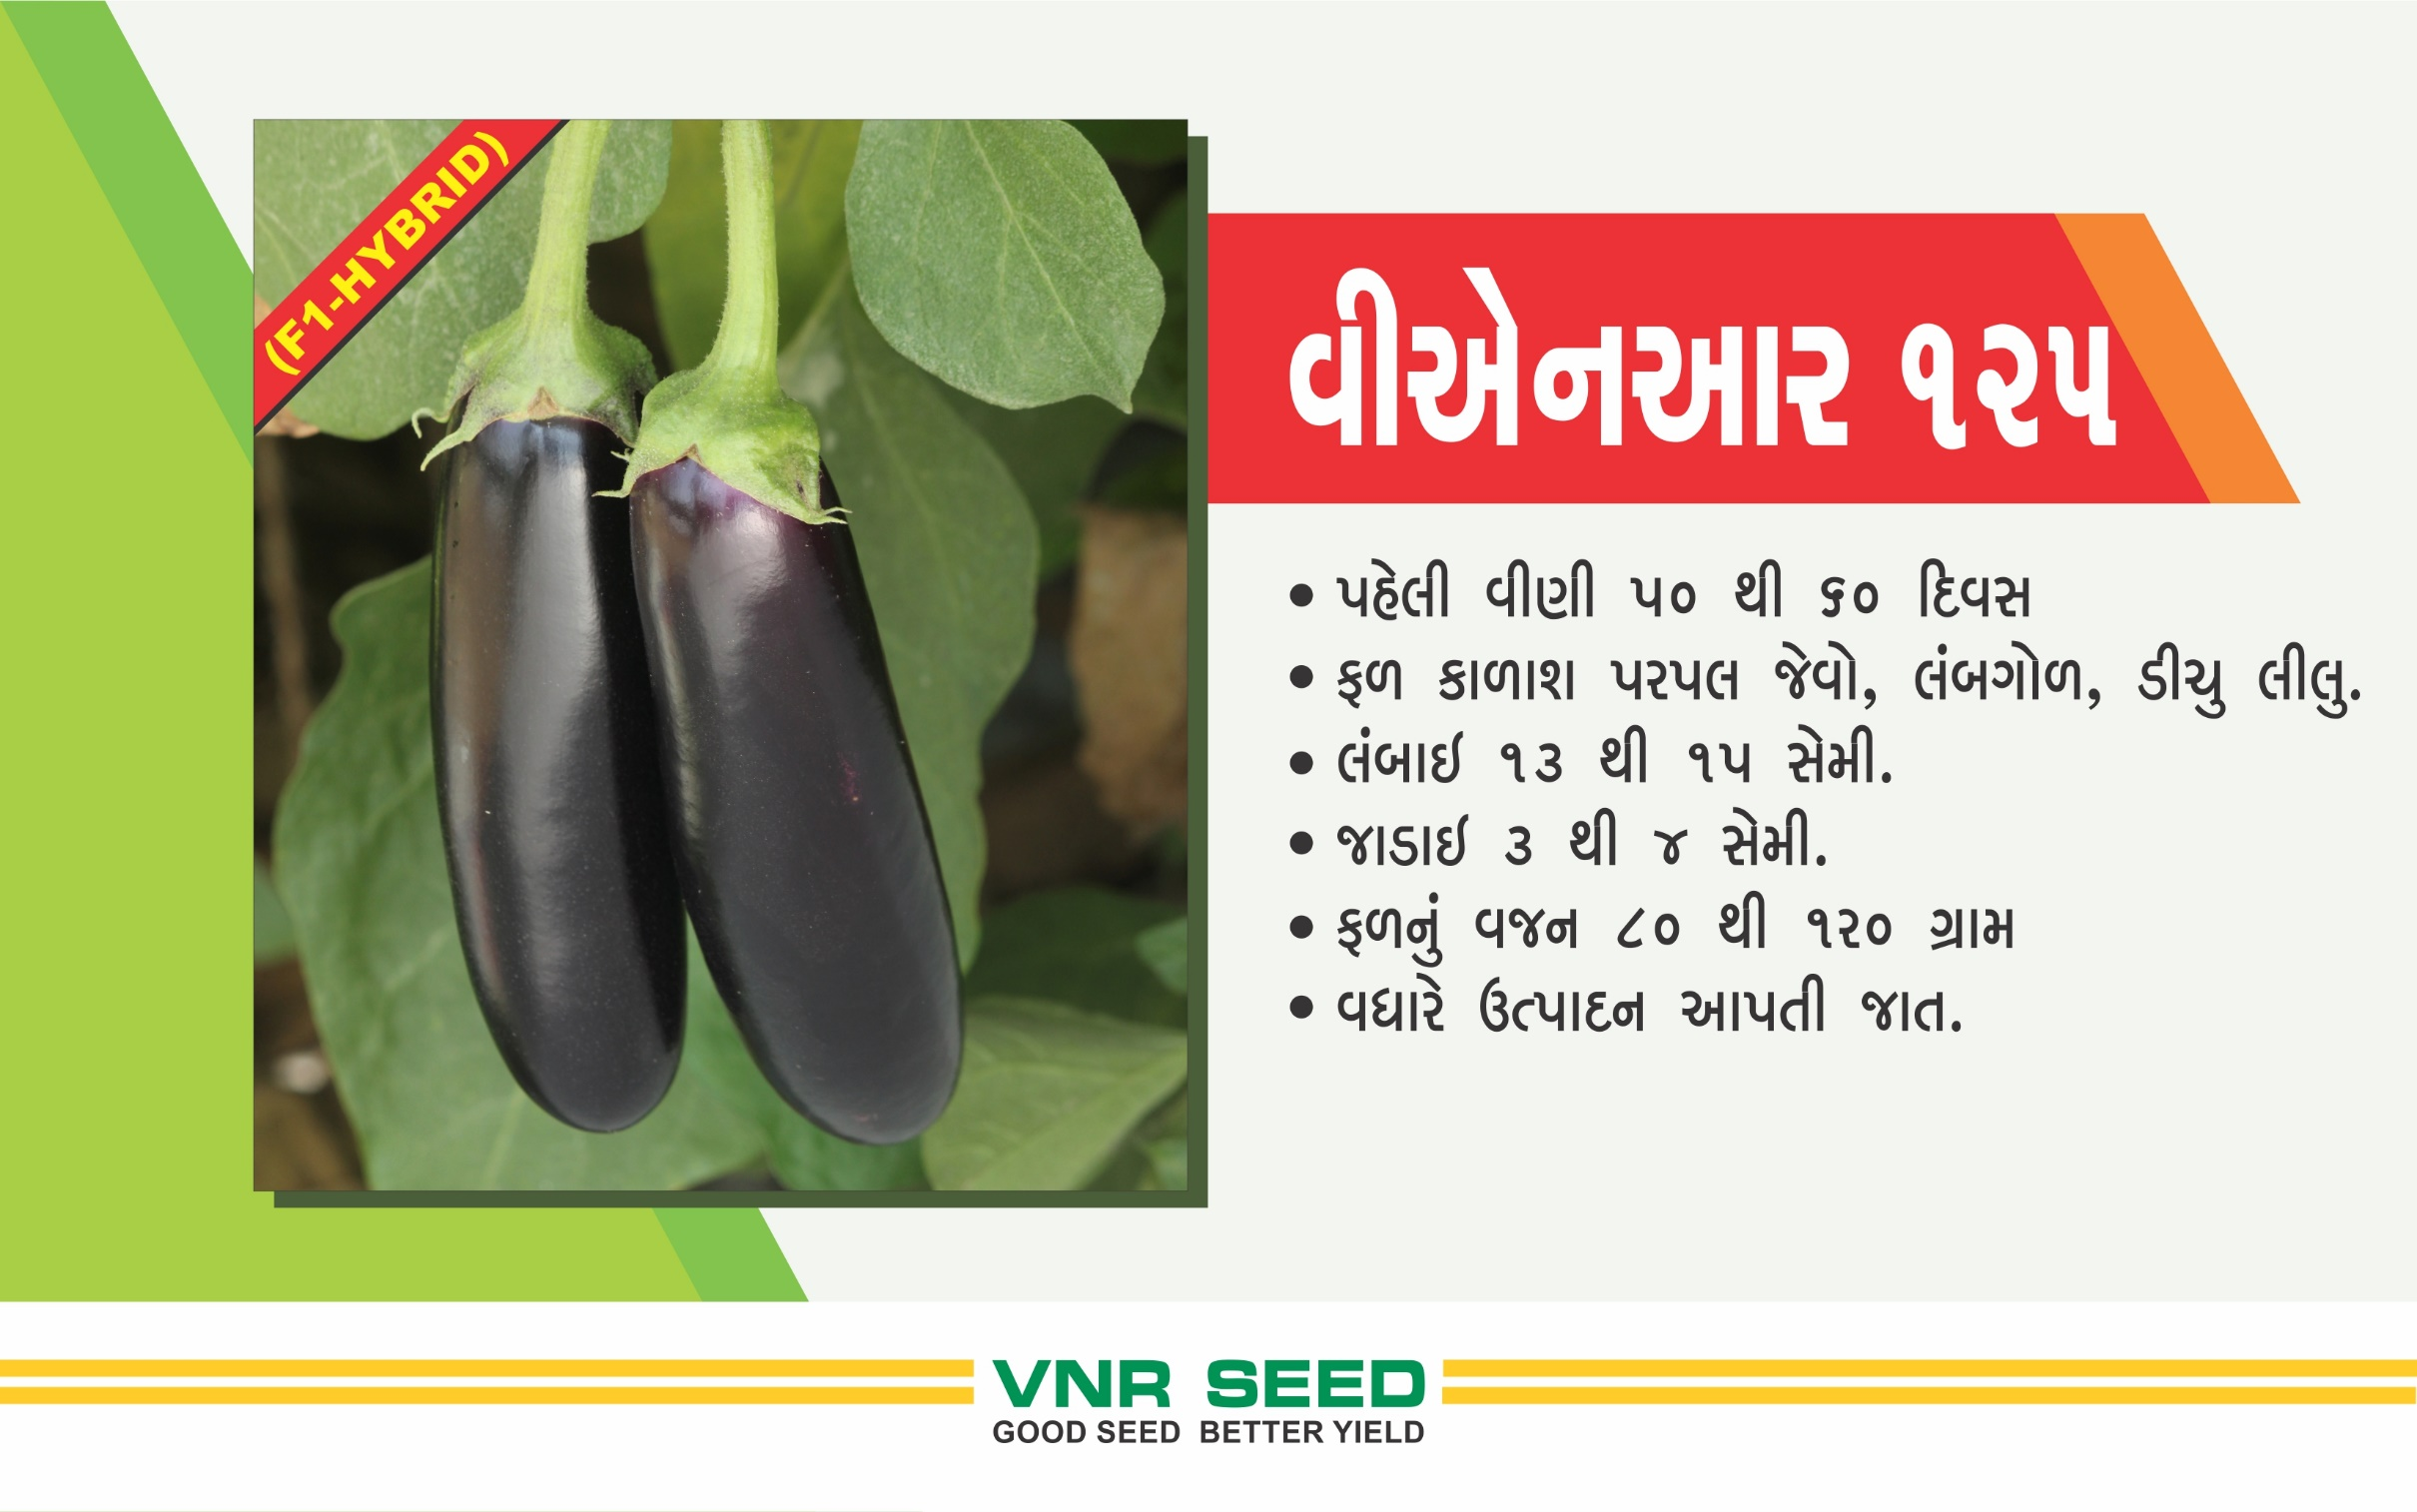 (F1-HYBRID)
વીએનઆર ૧૨૫
• પહેલી વીણી ૫૦ થી ૬૦ દિવસ
• ફળ કાળાશ પરપલ જેવો, લંબગોળ, ડીચુ લીલુ.
• લંબાઈ ૧૩ થી ૧૫ સેમી.
• જાડાઈ ૩ થી ૪ સેમી.
• ફળનું વજન ૮૦ થી ૧૨૦ ગ્રામ
• વધારે ઉત્પાદન આપતી જાત.
VNR SEED
GOOD SEED BETTER YIELD